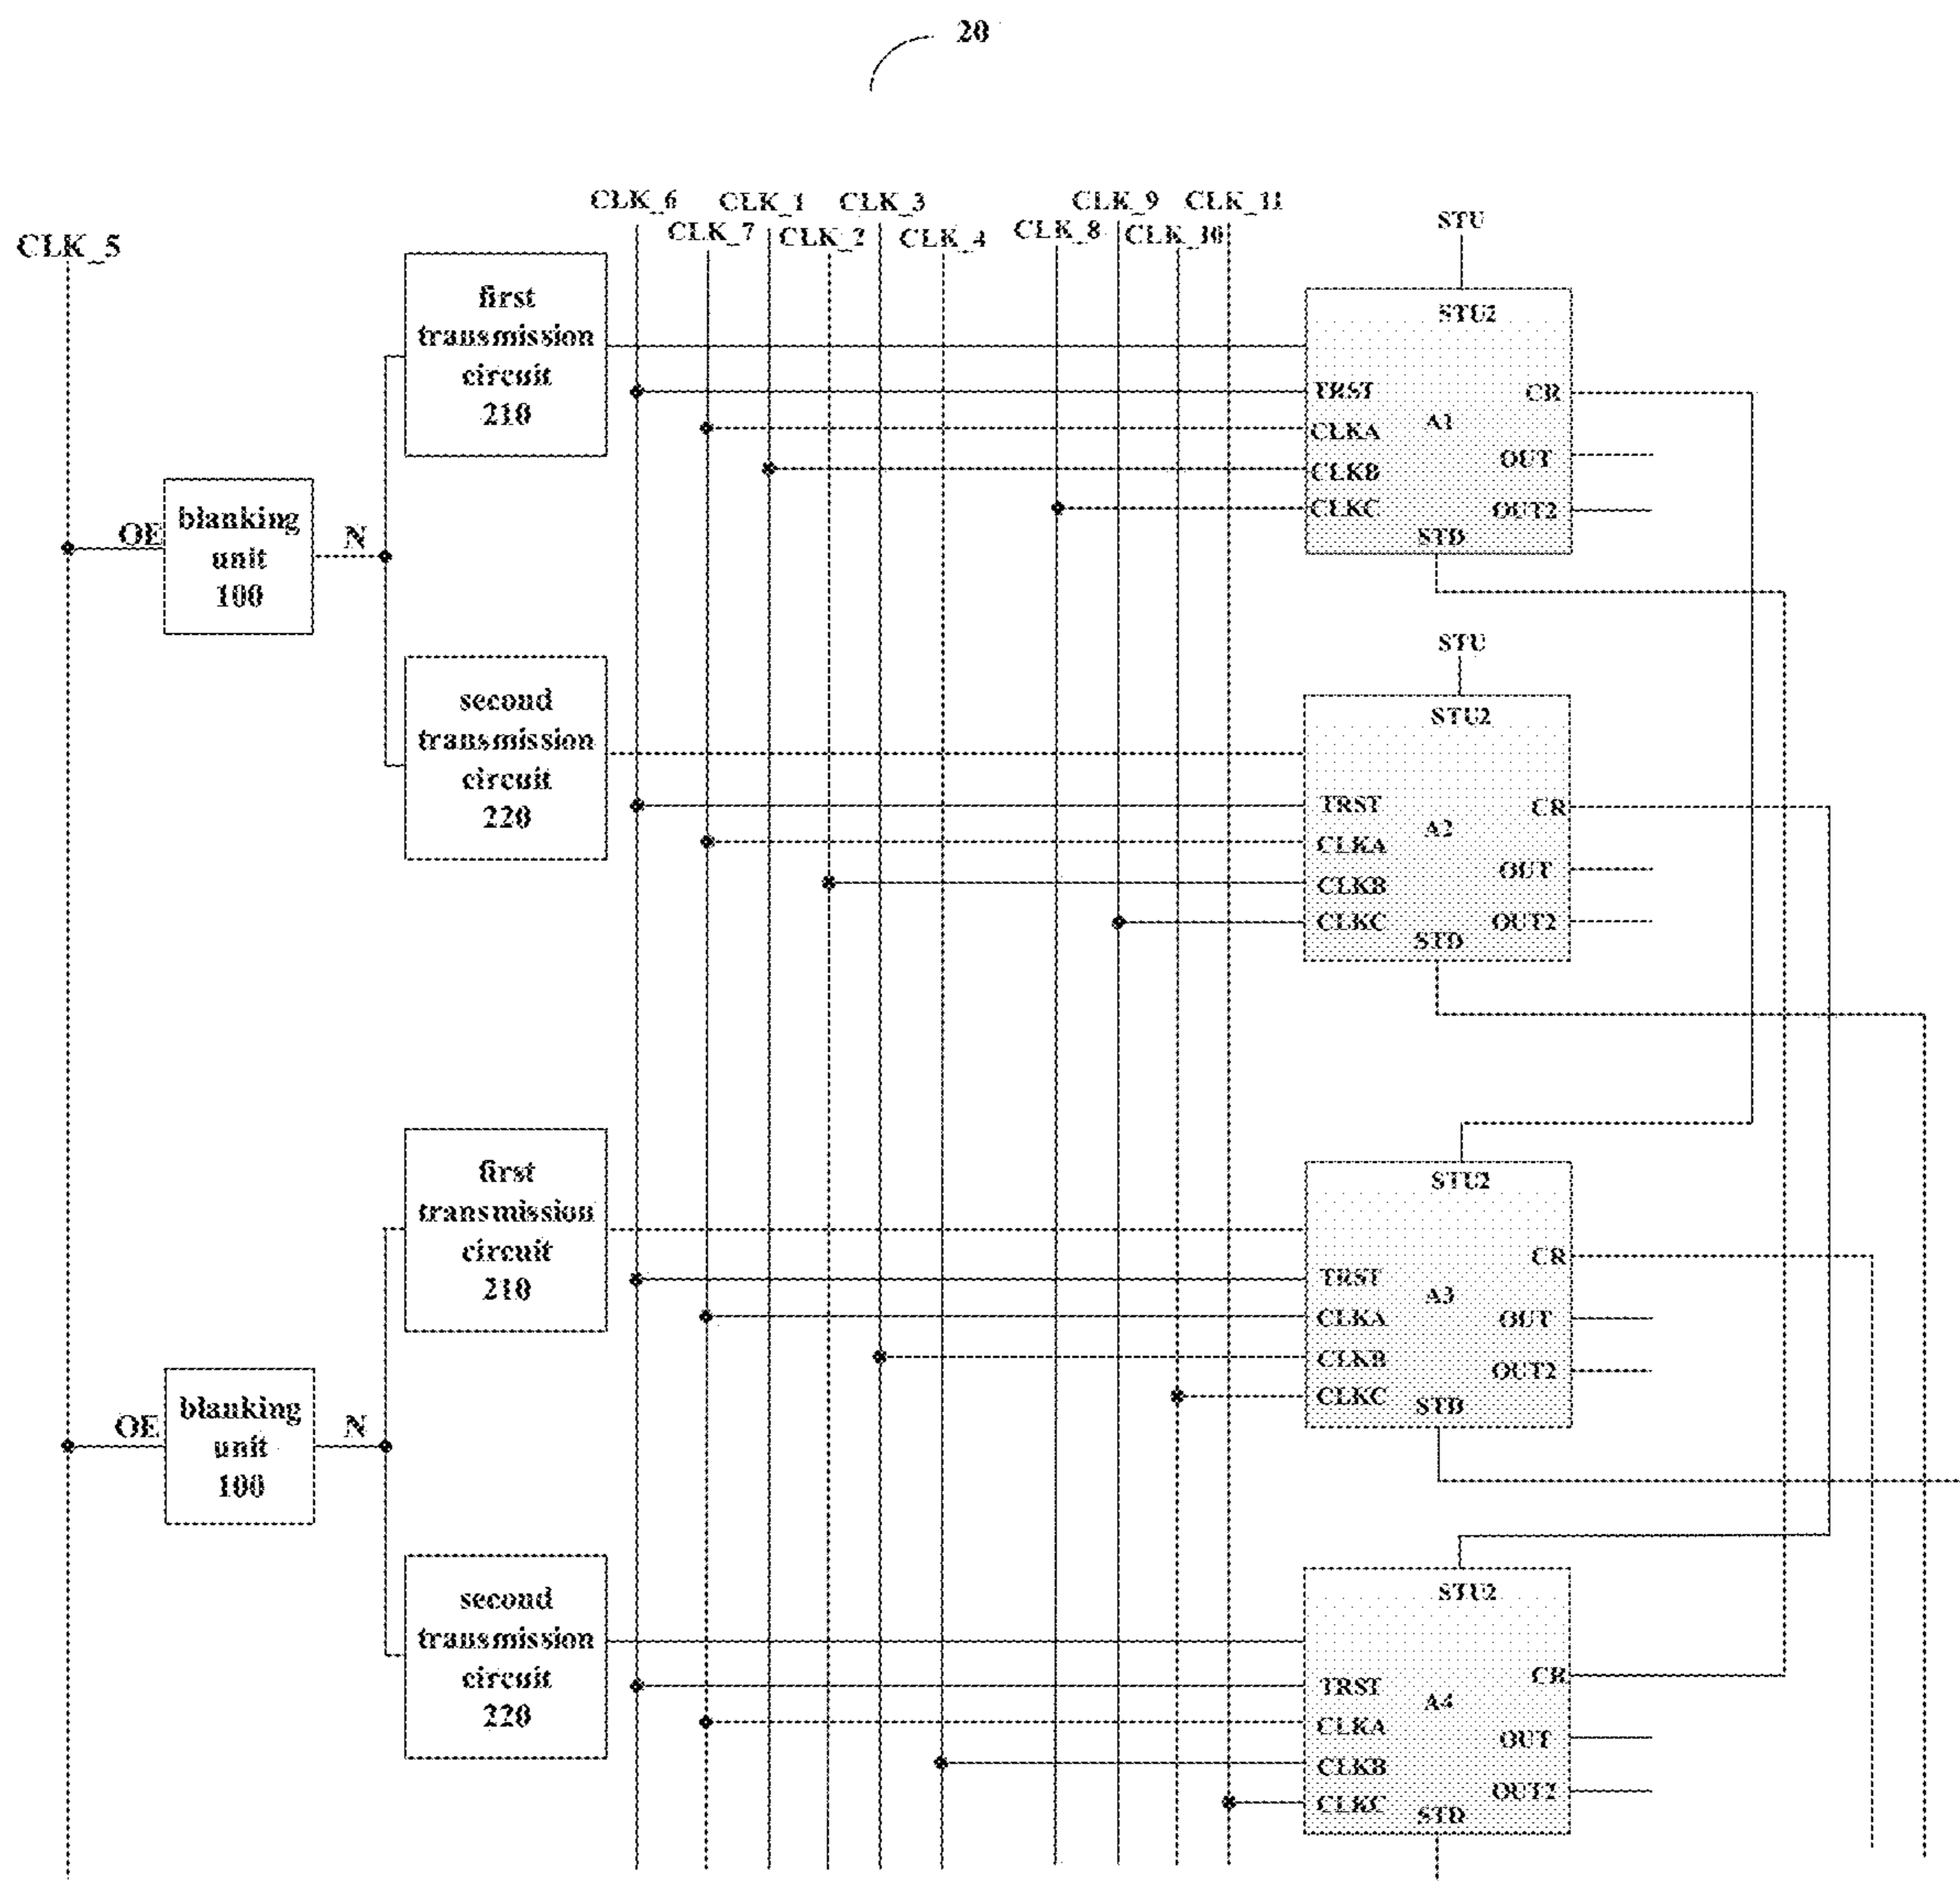 20
CLK_6 CLK_1 CLK_3 CLK_9 CLK_11
CLK_5 CLK_7 CLK_2 CLK_4 CLK_8 CLK_10
STU
first
transmission
circuit
210
STU2
TRST
CLKA
CLKB
CLKC
A1
CR
OUT
OUT2
STD
OE
blanking
unit
100
N
STU
second
transmission
circuit
220
STU2
TRST
CLKA
CLKB
CLKC
A2
CR
OUT
OUT2
STD
first
transmission
circuit
210
STU2
TRST
CLKA
CLKB
CLKC
A3
CR
OUT
OUT2
STD
OE
blanking
unit
100
N
second
transmission
circuit
220
STU2
TRST
CLKA
CLKB
CLKC
A4
CR
OUT
OUT2
STD